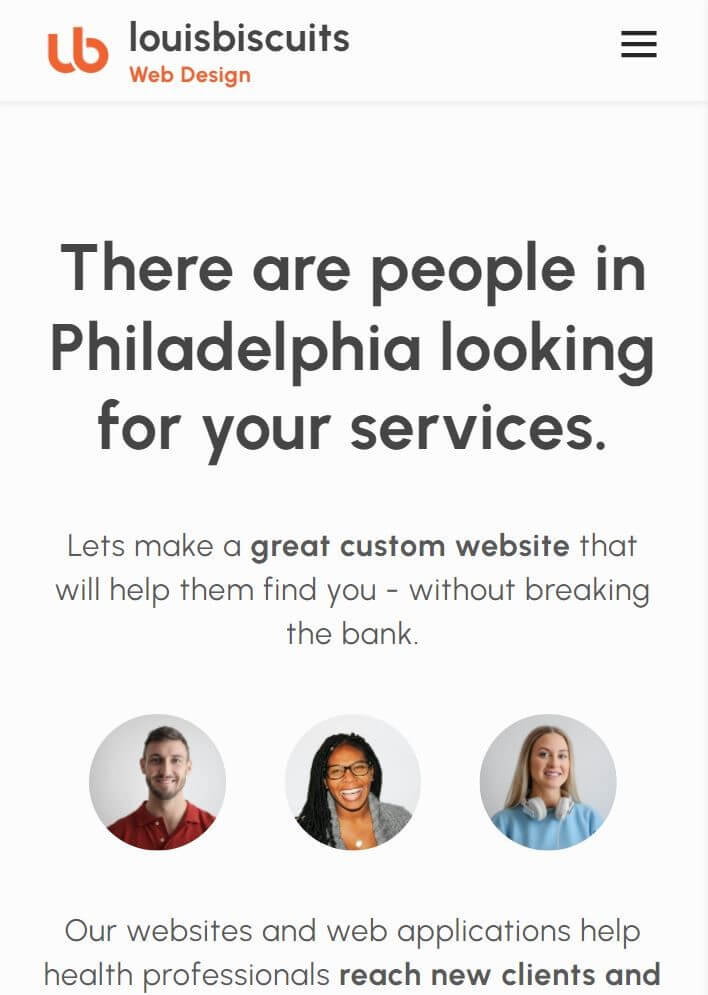 louisbiscuits
Web Design
There are people in
Philadelphia looking
for your services.
Lets make a great custom website that
will help them find you - without breaking
the bank.
Our websites and web applications help
health professionals reach new clients and